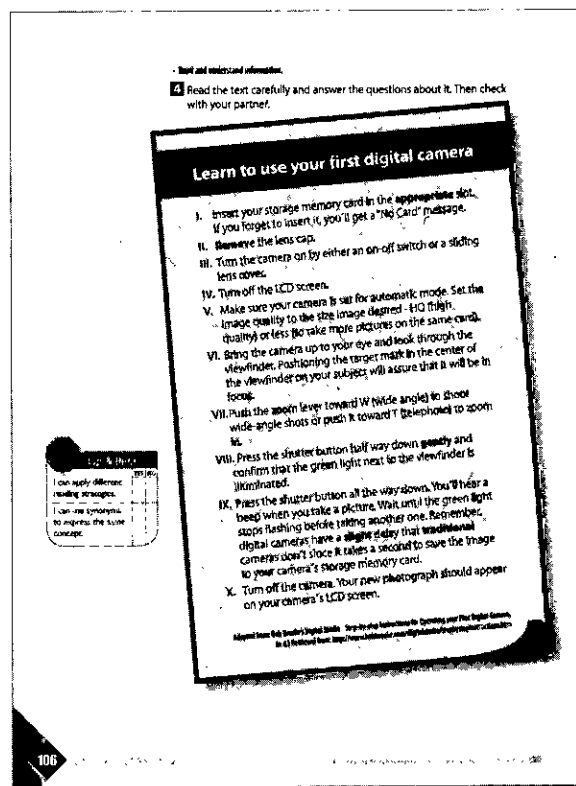 - Read and understand information.
4 Read the text carefully and answer the questions about it. Then check
with your partner.
Learn to use your first digital camera
I. Insert your storage memory card in the appropriate slot.
If you forget to insert it, you'll get a "No Card" message.
II. Remove the lens cap.
III. Turn the camera on by either an on-off switch or a sliding
lens cover.
IV. Turn off the LCD screen.
V. Make sure your camera is set for automatic mode. Set the
image quality to the size image desired - HQ (high
quality) or less (to take more pictures on the same card).
VI. Bring the camera up to your eye and look through the
viewfinder. Positioning the target mark in the center of
the viewfinder on your subject will assure that it will be in
focus.
VII. Push the zoom lever toward W (wide angle) to shoot
wide-angle shots or push it toward T (telephoto) to zoom
in.
VIII. Press the shutter button half way down gently and
confirm that the green light next to the viewfinder is
illuminated.
IX. Press the shutter button all the way down. You'll hear a
beep when you take a picture. Wait until the green light
stops flashing before taking another one. Remember,
digital cameras have a slight delay that traditional
cameras don't since it takes a second to save the image
to your camera's storage memory card.
X. Turn off the camera. Your new photograph should appear
on your camera's LCD screen.
YES NO
I can apply different
reading strategies.
I can use synonyms
to express the same
concept.
106